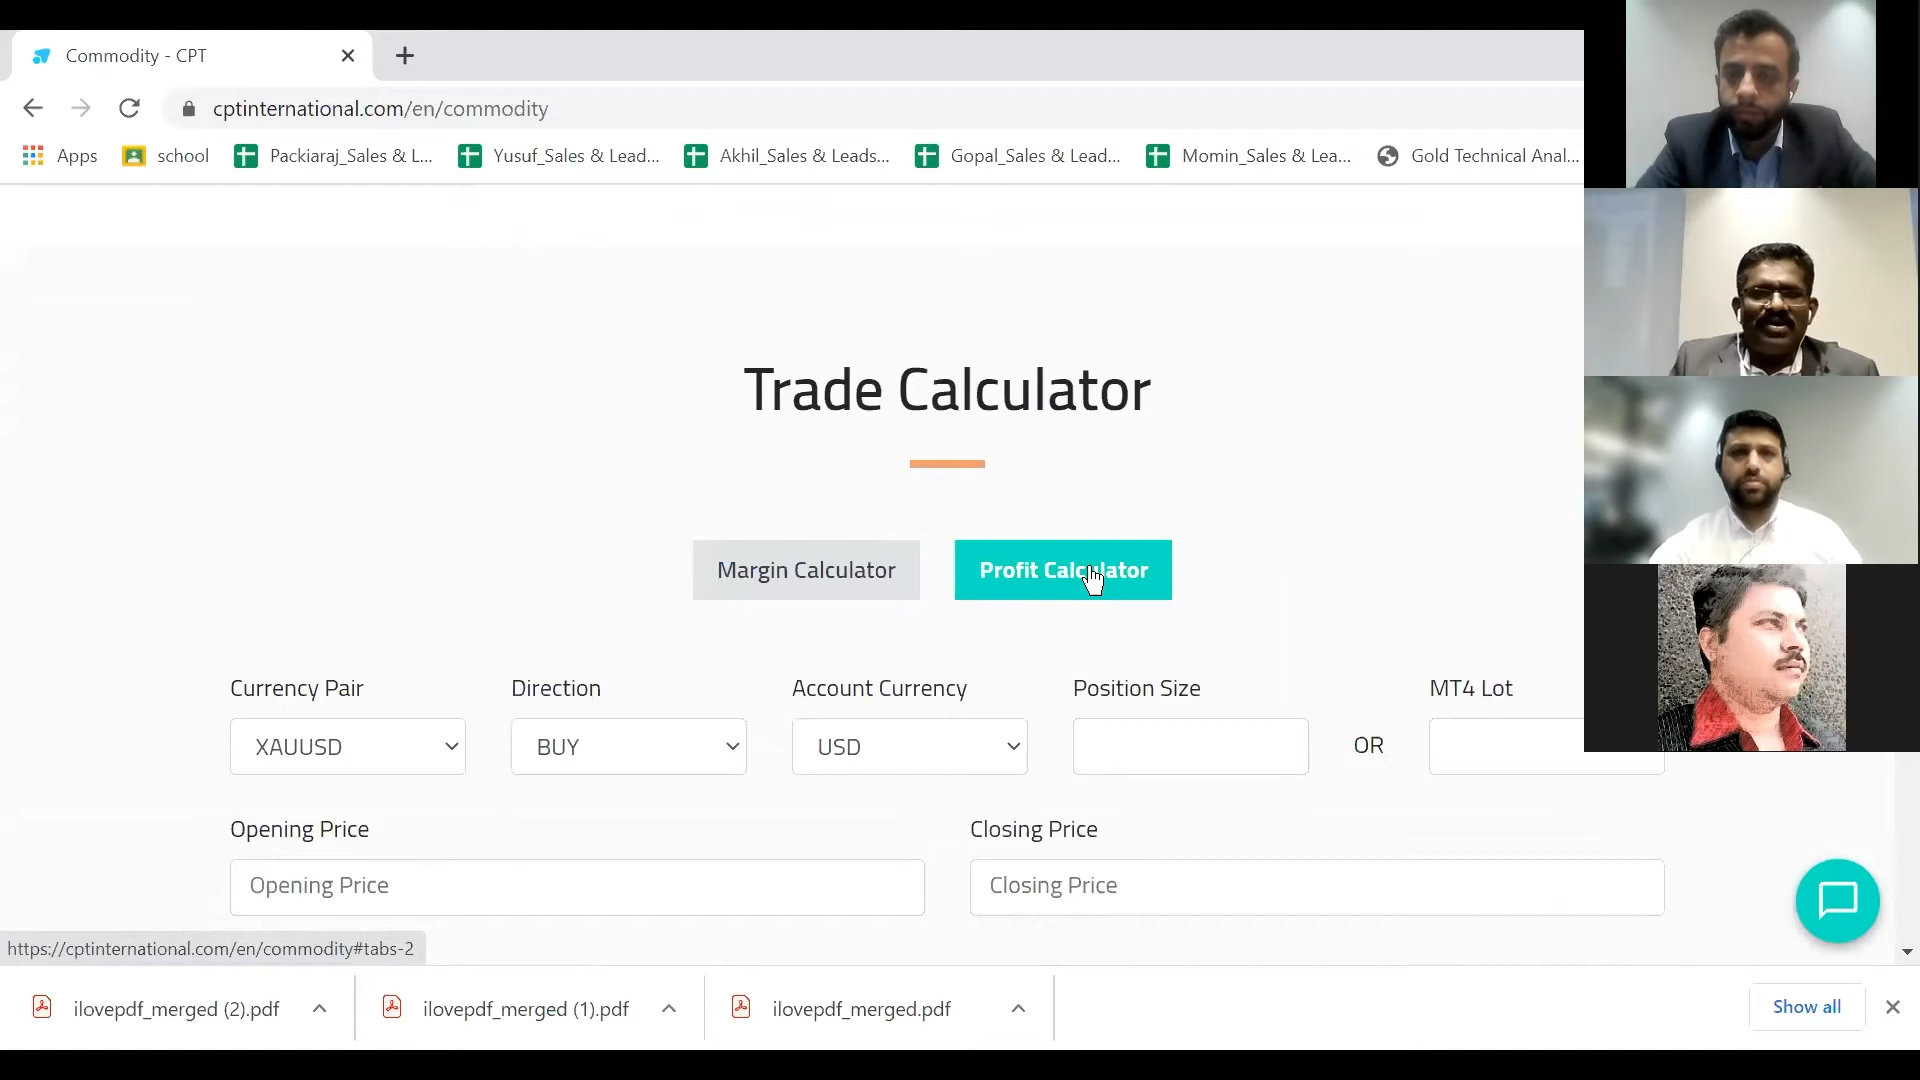 Commodity - CPT
cptinternational.com/en/commodity
Apps school Packiaraj_Sales & L... Yusuf_Sales & Lead... Akhil_Sales & Leads... Gopal_Sales & Lead... Momin_Sales & Lea... Gold Technical Anal...
Trade Calculator
Margin Calculator Profit Calculator
Currency Pair Direction Account Currency Position Size MT4 Lot
XAUUSD BUY USD OR
Opening Price Closing Price
Opening Price Closing Price
https://cptinternational.com/en/commodity#tabs-2
ilovepdf_merged (2).pdf ilovepdf_merged (1).pdf ilovepdf_merged.pdf Show all